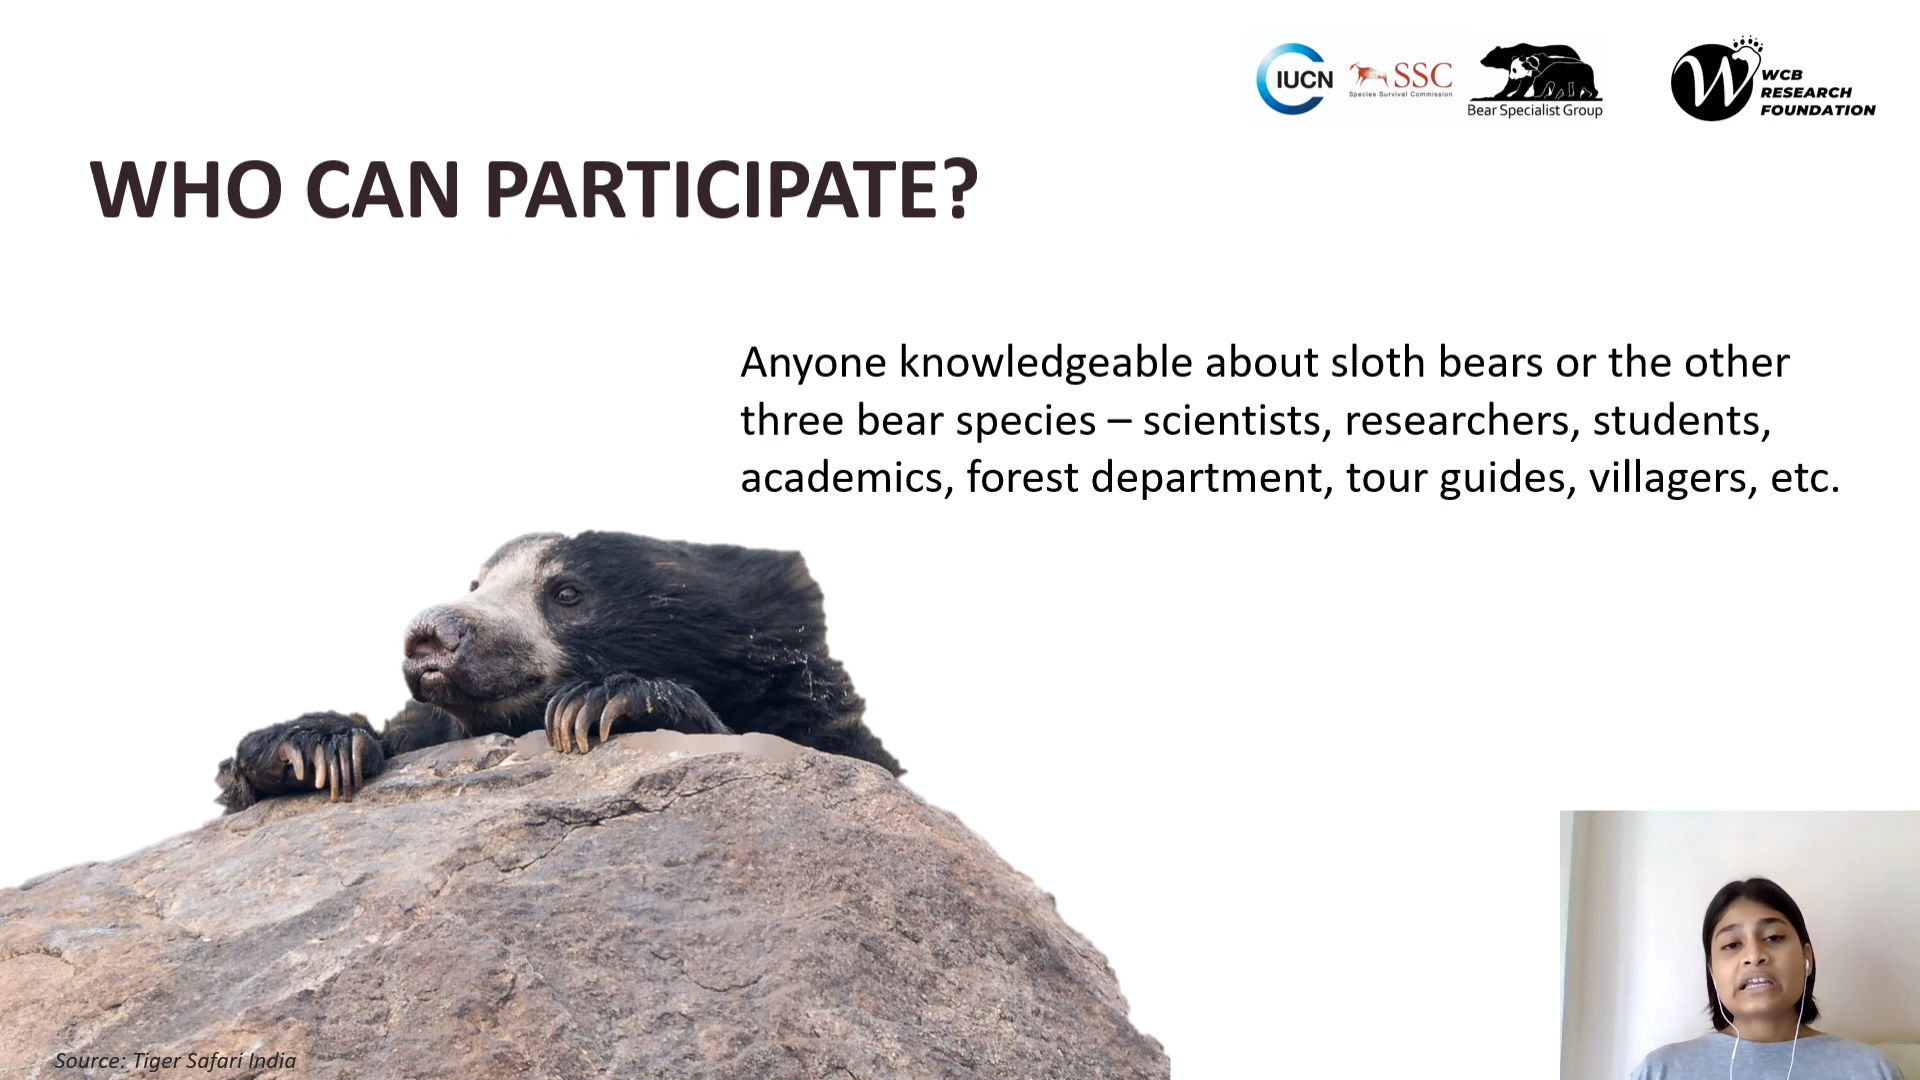 IUCN
SSC
Species Survival Commission
Bear Specialist Group
W
WCB
RESEARCH
FOUNDATION
WHO CAN PARTICIPATE?
Anyone knowledgeable about sloth bears or the other
three bear species – scientists, researchers, students,
academics, forest department, tour guides, villagers, etc.
Source: Tiger Safari India